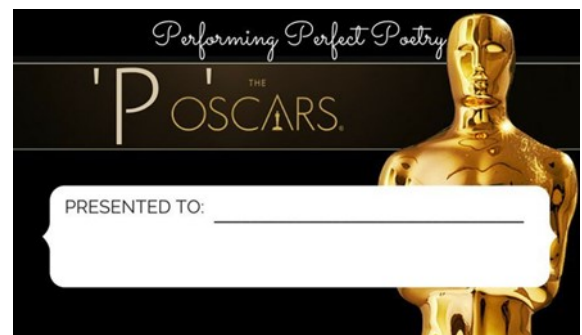 Performing Perfect Poetry
'P' THE
OSCARS®
PRESENTED TO: